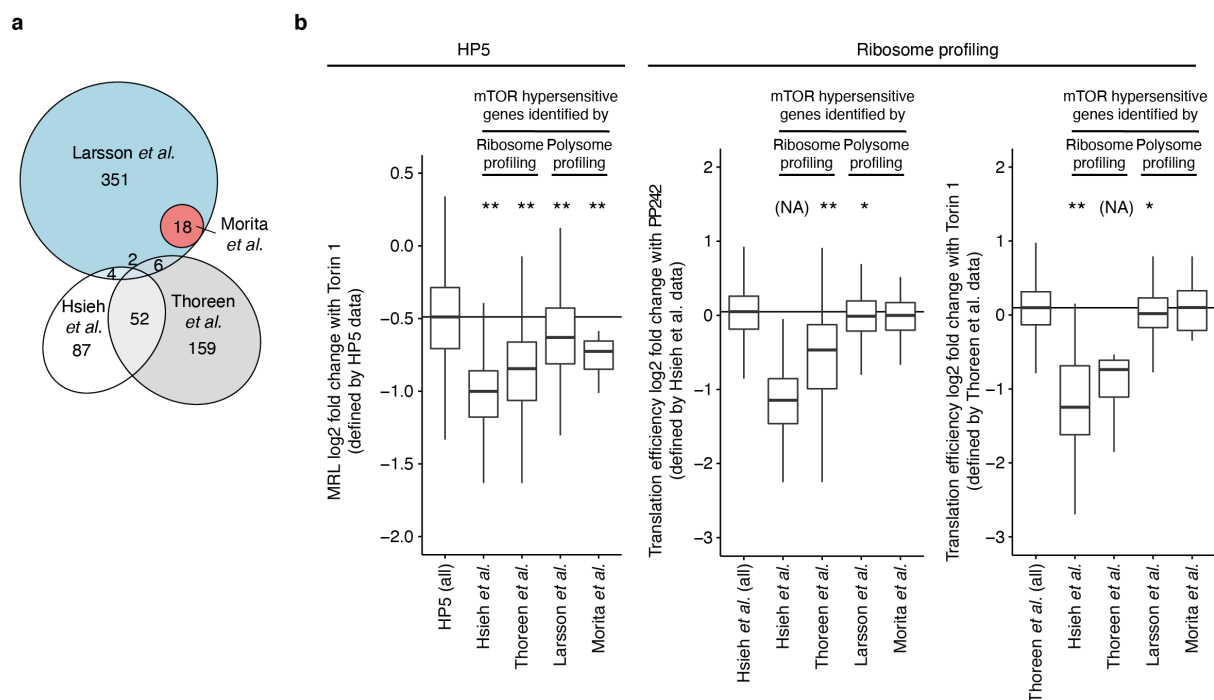 a
Larsson et al.
351
18
Morita
et al.
2
4
6
Hsieh
et al.
87
52
Thoreen
et al.
159
b
HP5
Ribosome profiling
mTOR hypersensitive
genes identified by
Ribosome
profiling
Polysome
profiling
** ** ** **
MRL log2 fold change with Torin 1
(defined by HP5 data)
0.5
0.0
−0.5
−1.0
−1.5
−2.0
HP5 (all)
Hsieh et al.
Thoreen et al.
Larsson et al.
Morita et al.
mTOR hypersensitive
genes identified by
Ribosome
profiling
Polysome
profiling
(NA) ** *
Translation efficiency log2 fold change with PP242
(defined by Hsieh et al. data)
2
1
0
−1
−2
−3
Hsieh et al. (all)
Hsieh et al.
Thoreen et al.
Larsson et al.
Morita et al.
mTOR hypersensitive
genes identified by
Ribosome
profiling
Polysome
profiling
** (NA) *
Translation efficiency log2 fold change with Torin 1
(defined by Thoreen et al. data)
2
1
0
−1
−2
−3
Thoreen et al. (all)
Hsieh et al.
Thoreen et al.
Larsson et al.
Morita et al.